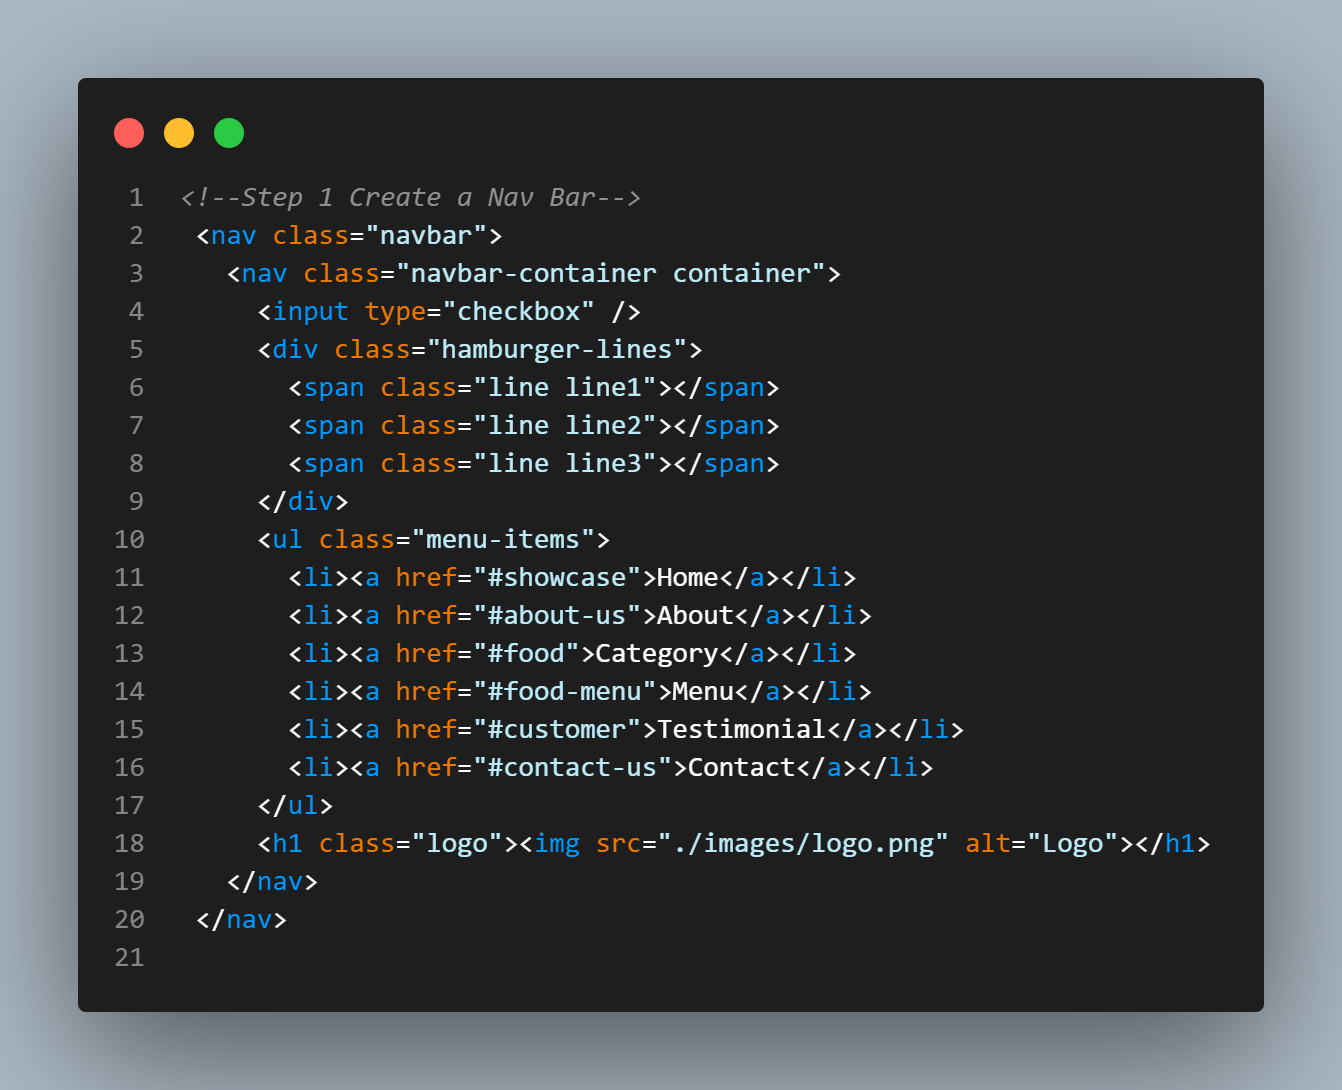 1 <!--Step 1 Create a Nav Bar-->
2 <nav class="navbar">
3 <nav class="navbar-container container">
4 <input type="checkbox" />
5 <div class="hamburger-lines">
6 <span class="line line1"></span>
7 <span class="line line2"></span>
8 <span class="line line3"></span>
9 </div>
10 <ul class="menu-items">
11 <li><a href="#showcase">Home</a></li>
12 <li><a href="#about-us">About</a></li>
13 <li><a href="#food">Category</a></li>
14 <li><a href="#food-menu">Menu</a></li>
15 <li><a href="#customer">Testimonial</a></li>
16 <li><a href="#contact-us">Contact</a></li>
17 </ul>
18 <h1 class="logo"><img src="./images/logo.png" alt="Logo"></h1>
19 </nav>
20 </nav>
21